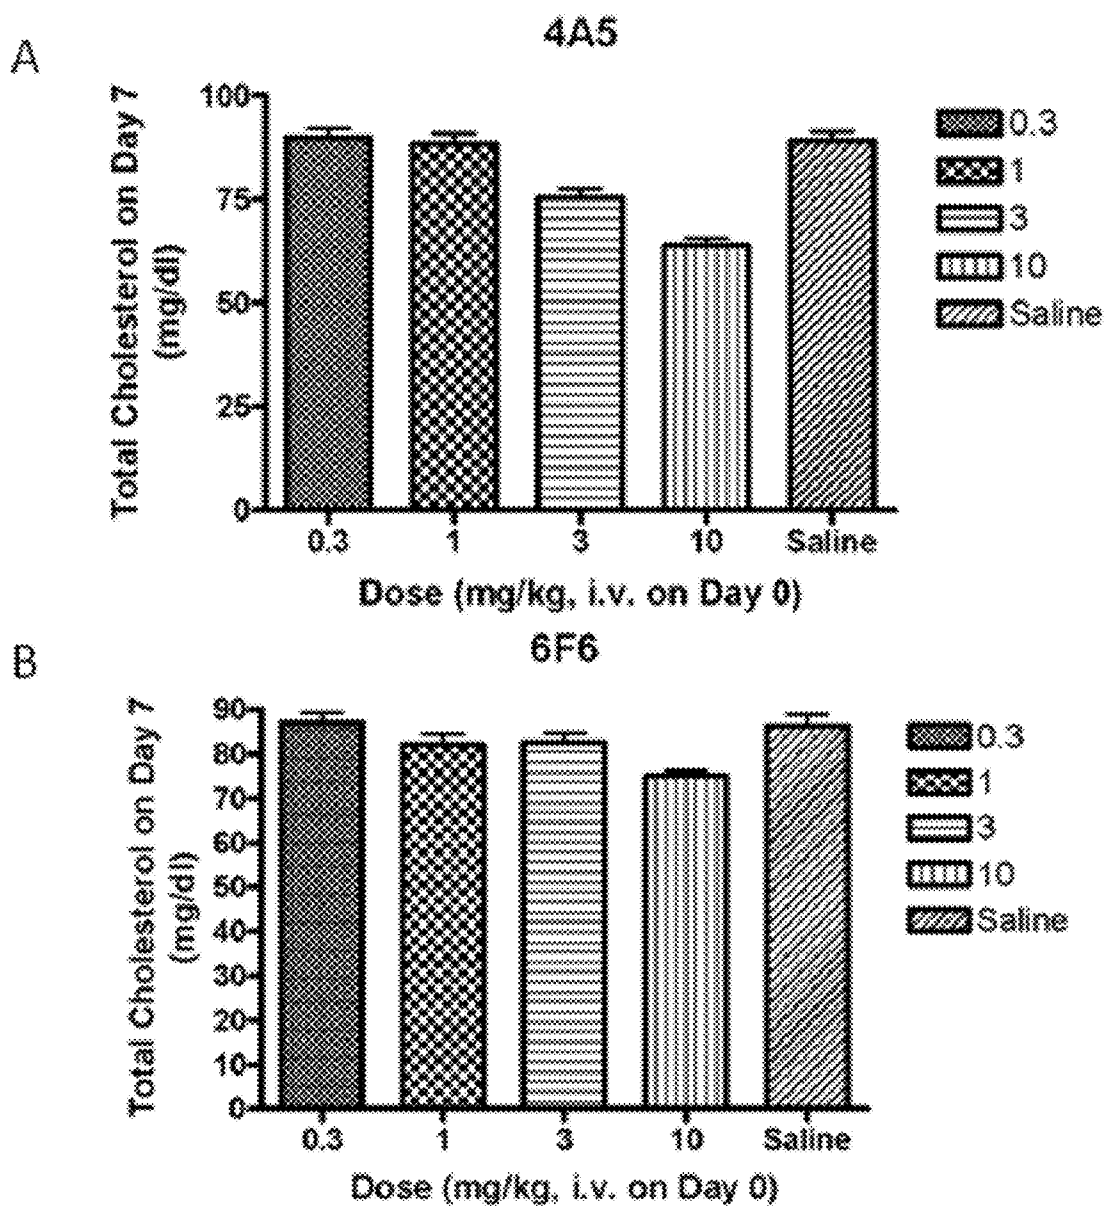 A
4A5
Total Cholesterol on Day 7
(mg/dl)
100
75
50
25
0
0.3
1
3
10
Saline
Dose (mg/kg, i.v. on Day 0)
0.3
1
3
10
Saline
B
6F6
Total Cholesterol on Day 7
(mg/dl)
90
80
70
60
50
40
30
20
10
0
0.3
1
3
10
Saline
Dose (mg/kg, i.v. on Day 0)
0.3
1
3
10
Saline